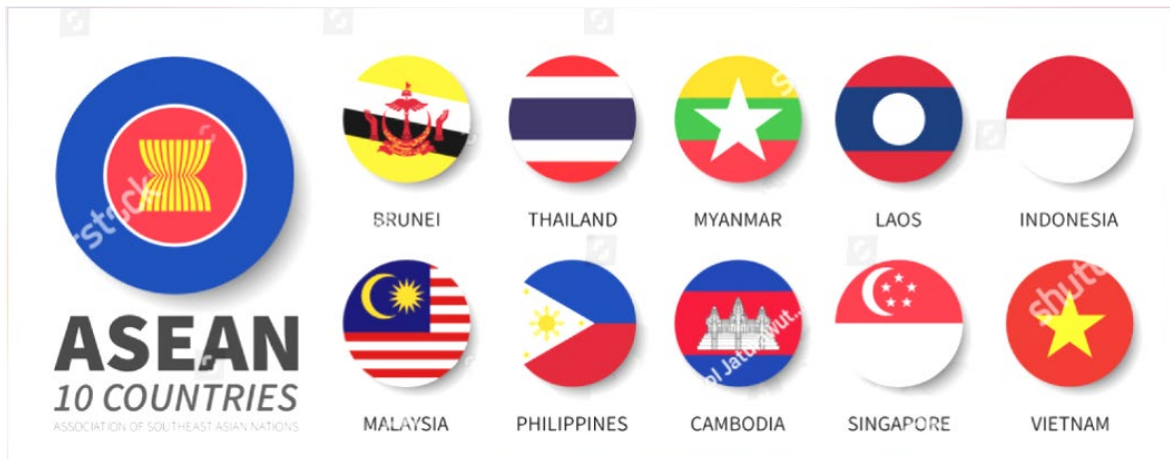 BRUNEI THAILAND MYANMAR LAOS INDONESIA
ASEAN
10 COUNTRIES
ASSOCIATION OF SOUTHEAST ASIAN NATIONS
MALAYSIA PHILIPPINES CAMBODIA SINGAPORE VIETNAM